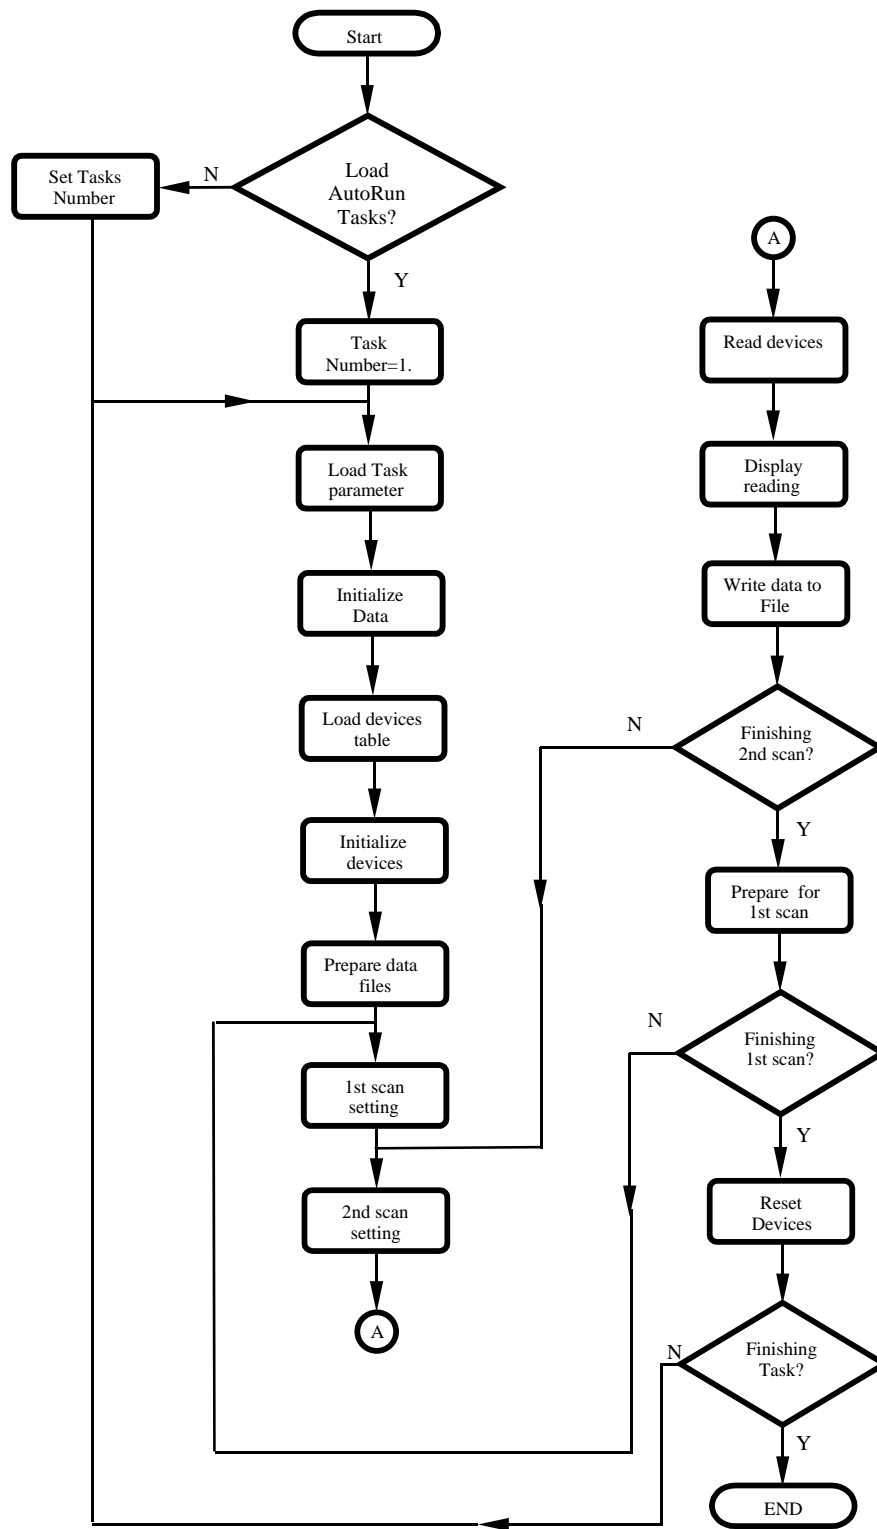 Start
Load
AutoRun
Tasks?
N
Set Tasks
Number
Y
Task
Number=1.
Load Task
parameter
Initialize
Data
Load devices
table
Initialize
devices
Prepare data
files
1st scan
setting
2nd scan
setting
A
A
Read devices
Display
reading
Write data to
File
Finishing
2nd scan?
N
Y
Prepare  for
1st scan
Finishing
1st scan?
N
Y
Reset
Devices
Finishing
Task?
N
Y
END